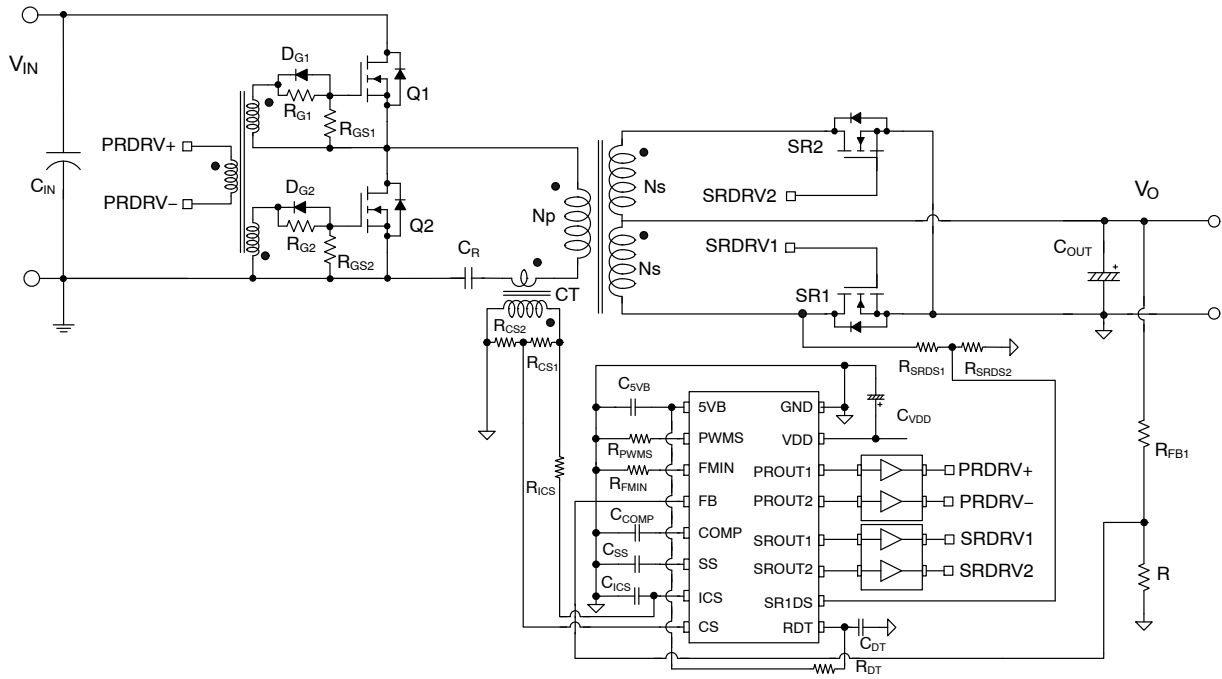 VIN
CIN
PRDRV+
PRDRV−
DG1
RG1
RGS1
Q1
DG2
RG2
RGS2
Q2
CR
Np
CT
RCS2
RCS1
Ns
Ns
SR2
SRDRV2
SRDRV1
SR1
VO
COUT
+
RSRDS1
RSRDS2
RFB1
R
C5VB
RPWMS
RFMIN
RICS
CCOMP
CSS
CICS
5VB
PWMS
FMIN
FB
COMP
SS
ICS
CS
GND
VDD
PROUT1
PROUT2
SROUT1
SROUT2
SR1DS
RDT
+
CVDD
PRDRV+
PRDRV−
SRDRV1
SRDRV2
CDT
RDT